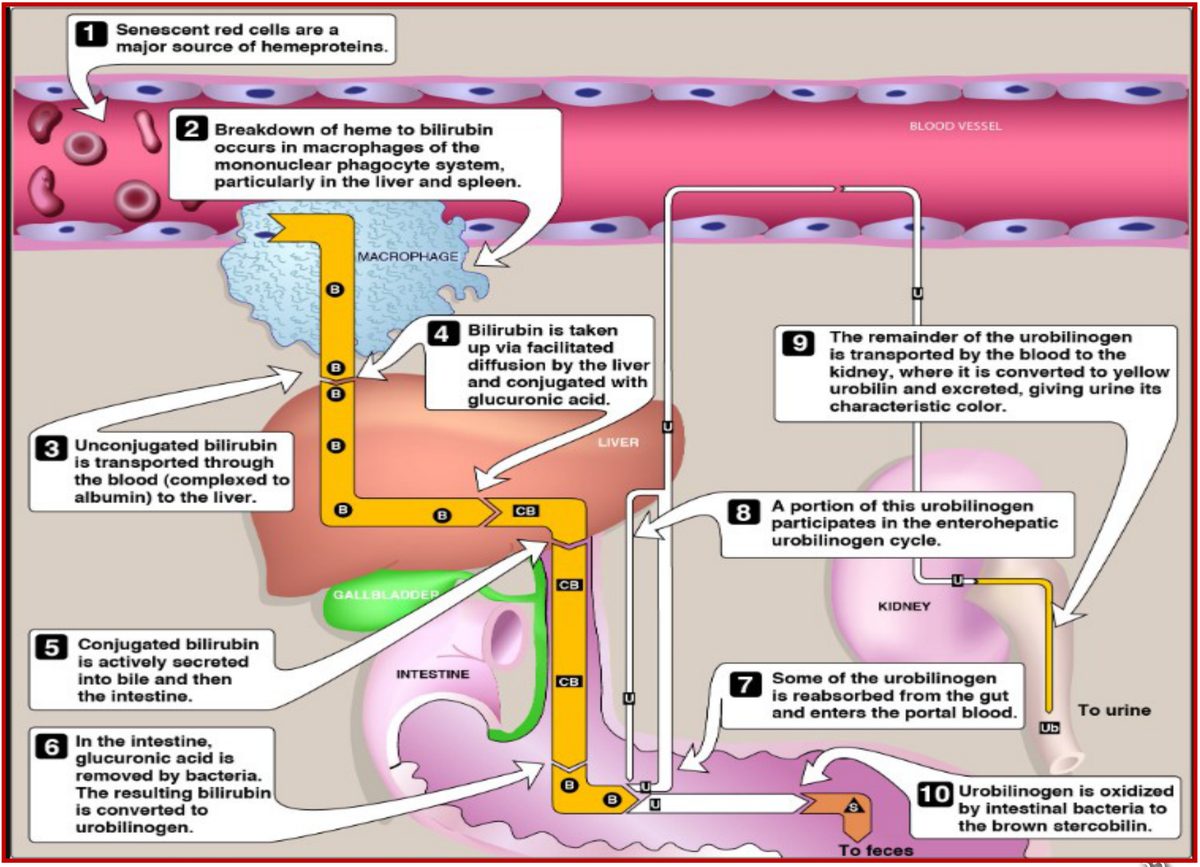 1 Senescent red cells are a
major source of hemeproteins.
BLOOD VESSEL
2 Breakdown of heme to bilirubin
occurs in macrophages of the
mononuclear phagocyte system,
particularly in the liver and spleen.
MACROPHAGE
B
B
B
B
B
B
3 Unconjugated bilirubin
is transported through
the blood (complexed to
albumin) to the liver.
4 Bilirubin is taken
up via facilitated
diffusion by the liver
and conjugated with
glucuronic acid.
LIVER
CB
CB
CB
GALLBLADDER
5 Conjugated bilirubin
is actively secreted
into bile and then
the intestine.
INTESTINE
6 In the intestine,
glucuronic acid is
removed by bacteria.
The resulting bilirubin
is converted to
urobilinogen.
B
B
U
U
U
U
U
U
7 Some of the urobilinogen
is reabsorbed from the gut
and enters the portal blood.
8 A portion of this urobilinogen
participates in the enterohepatic
urobilinogen cycle.
9 The remainder of the urobilinogen
is transported by the blood to the
kidney, where it is converted to yellow
urobilin and excreted, giving urine its
characteristic color.
KIDNEY
To urine
Ub
10 Urobilinogen is oxidized
by intestinal bacteria to
the brown stercobilin.
S
To feces